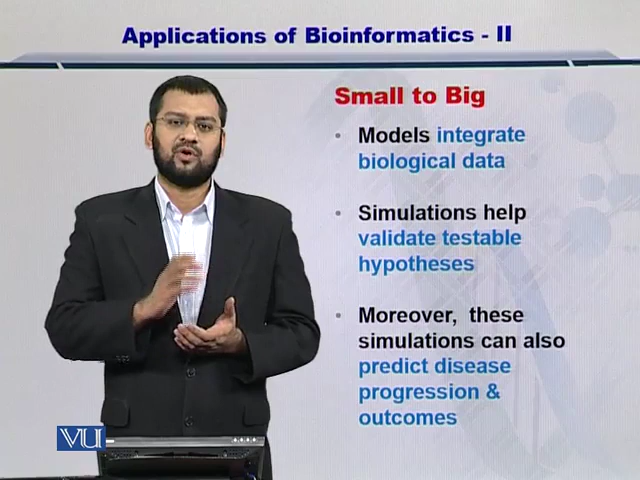 Applications of Bioinformatics - II
Small to Big
• Models integrate
biological data
• Simulations help
validate testable
hypotheses
• Moreover, these
simulations can also
predict disease
progression &
outcomes
VU